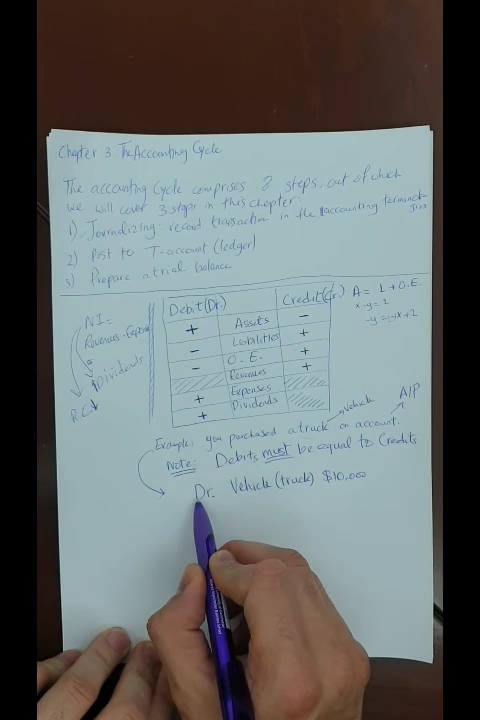 Chapter 3: The Accounting Cycle
The accounting cycle comprises 8 steps, out of which
we will cover 3 steps in this chapter:
1) Journalizing: record transaction in the accounting
2) Post to T-account (ledger)
3) Prepare a trial balance
Debit (Dr.) Credit (Cr.)
+ Assets -
- Liabilities +
- O.E. +
Revenues +
+ Expenses
+ Dividends
NI =
Revenues - Expenses
Dividends
A = L + O.E.
x - y = 2
-y = -x + 2
vehicle A/P
Example: you purchased a truck on account.
Note: Debits must be equal to Credits
Dr. Vehicle (truck) $10,000